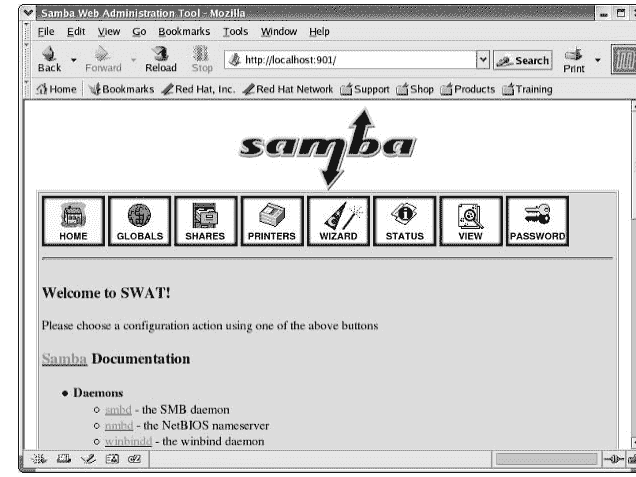 Samba Web Administration Tool - Mozilla
File Edit View Go Bookmarks Tools Window Help
Back Forward Reload Stop http://localhost:901/ Search Print
Home Bookmarks Red Hat, Inc. Red Hat Network Support Shop Products Training
samba
HOME GLOBALS SHARES PRINTERS WIZARD STATUS VIEW PASSWORD
Welcome to SWAT!
Please choose a configuration action using one of the above buttons
Samba Documentation
Daemons
smbd - the SMB daemon
nmbd - the NetBIOS nameserver
winbindd - the winbind daemon